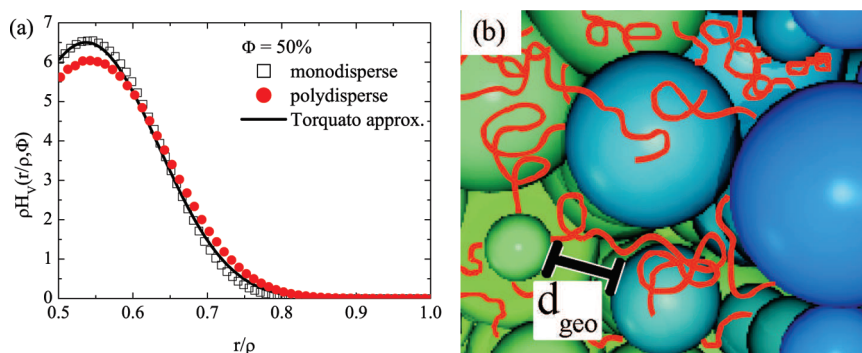 (a)
7
6
5
4
3
2
1
0
ρH_V(r/ρ,Φ)
Φ = 50%
monodisperse
polydisperse
Torquato approx.
0.5 0.6 0.7 0.8 0.9 1.0
r/ρ
(b)
d_geo